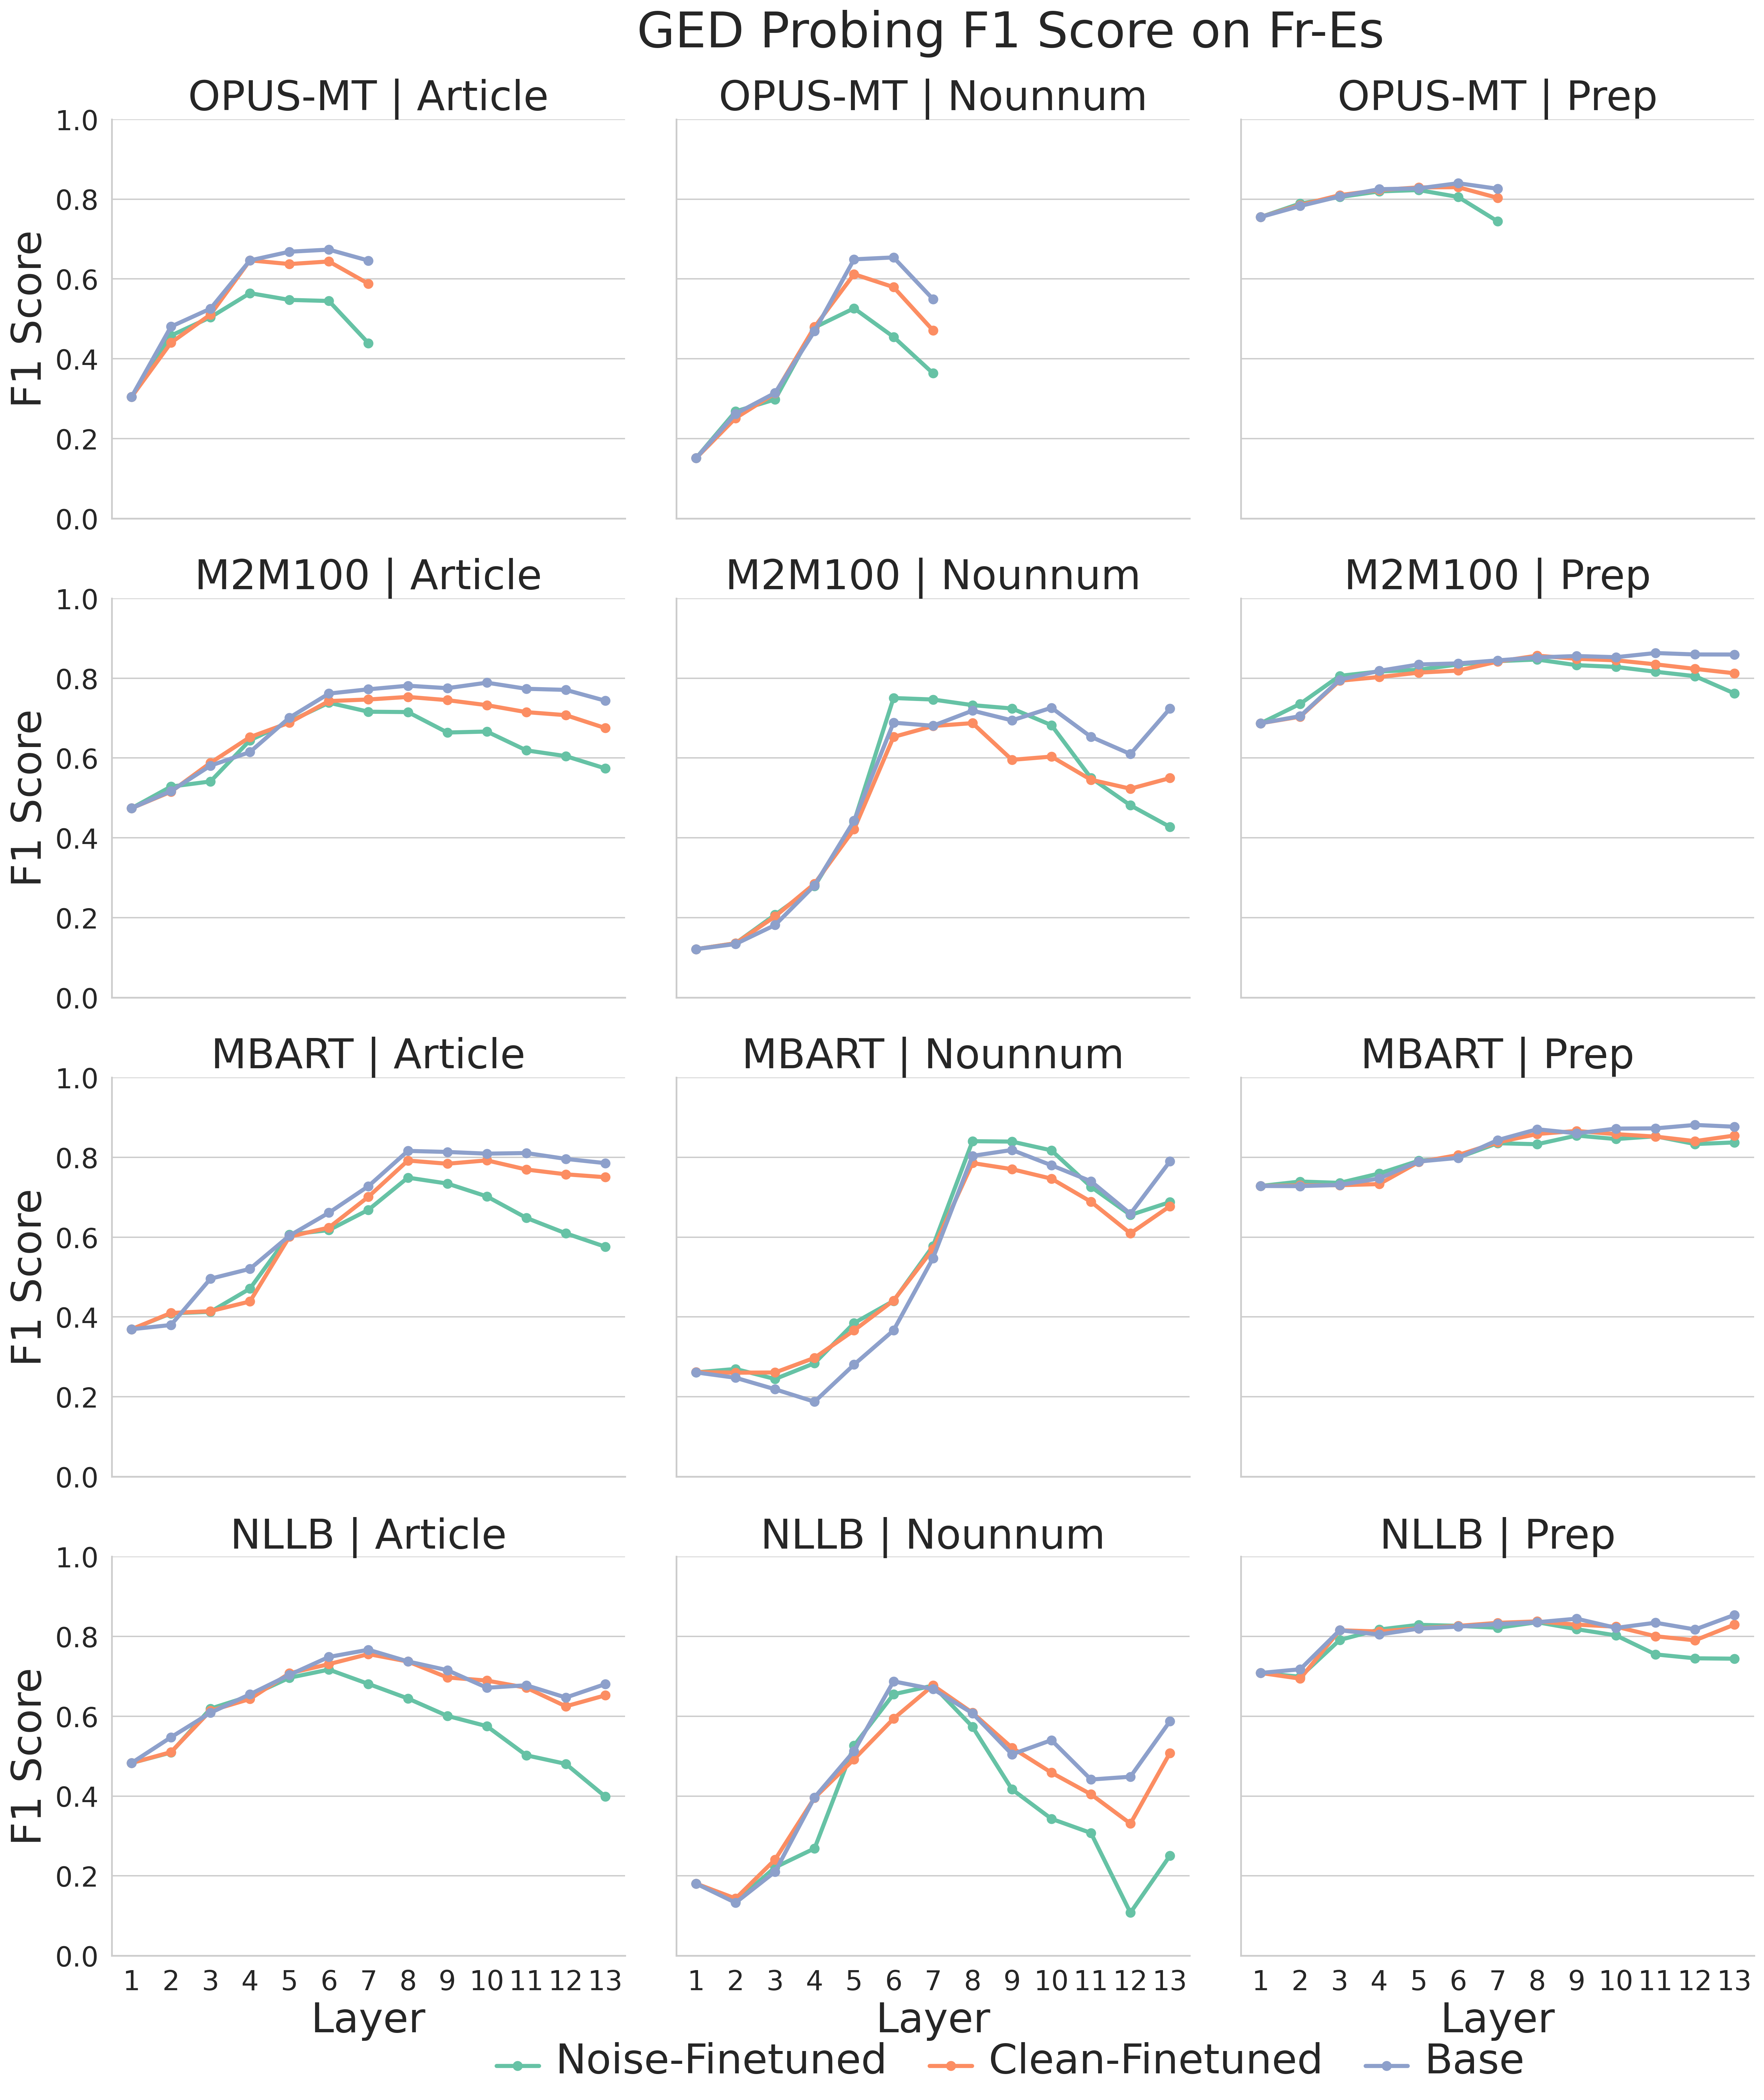 GED Probing F1 Score on Fr-Es
OPUS-MT | Article
OPUS-MT | Nounnum
OPUS-MT | Prep
1.0
0.8
0.6
0.4
0.2
0.0
F1 Score
M2M100 | Article
M2M100 | Nounnum
M2M100 | Prep
1.0
0.8
0.6
0.4
0.2
0.0
F1 Score
MBART | Article
MBART | Nounnum
MBART | Prep
1.0
0.8
0.6
0.4
0.2
0.0
F1 Score
NLLB | Article
NLLB | Nounnum
NLLB | Prep
1.0
0.8
0.6
0.4
0.2
0.0
F1 Score
1 2 3 4 5 6 7 8 9 10 11 12 13
1 2 3 4 5 6 7 8 9 10 11 12 13
1 2 3 4 5 6 7 8 9 10 11 12 13
Layer
Layer
Layer
Noise-Finetuned
Clean-Finetuned
Base